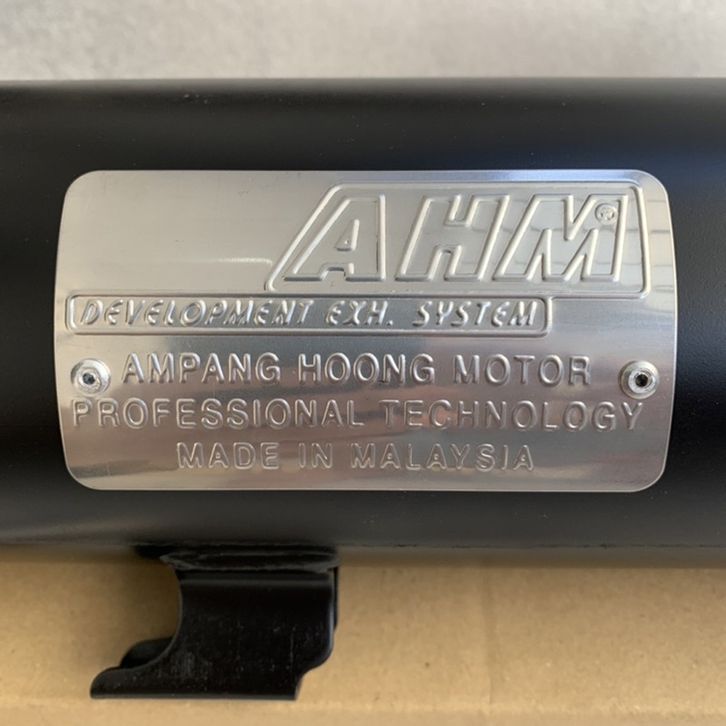 AHM®
DEVELOPMENT EXH. SYSTEM
AMPANG HOONG MOTOR
PROFESSIONAL TECHNOLOGY
MADE IN MALAYSIA